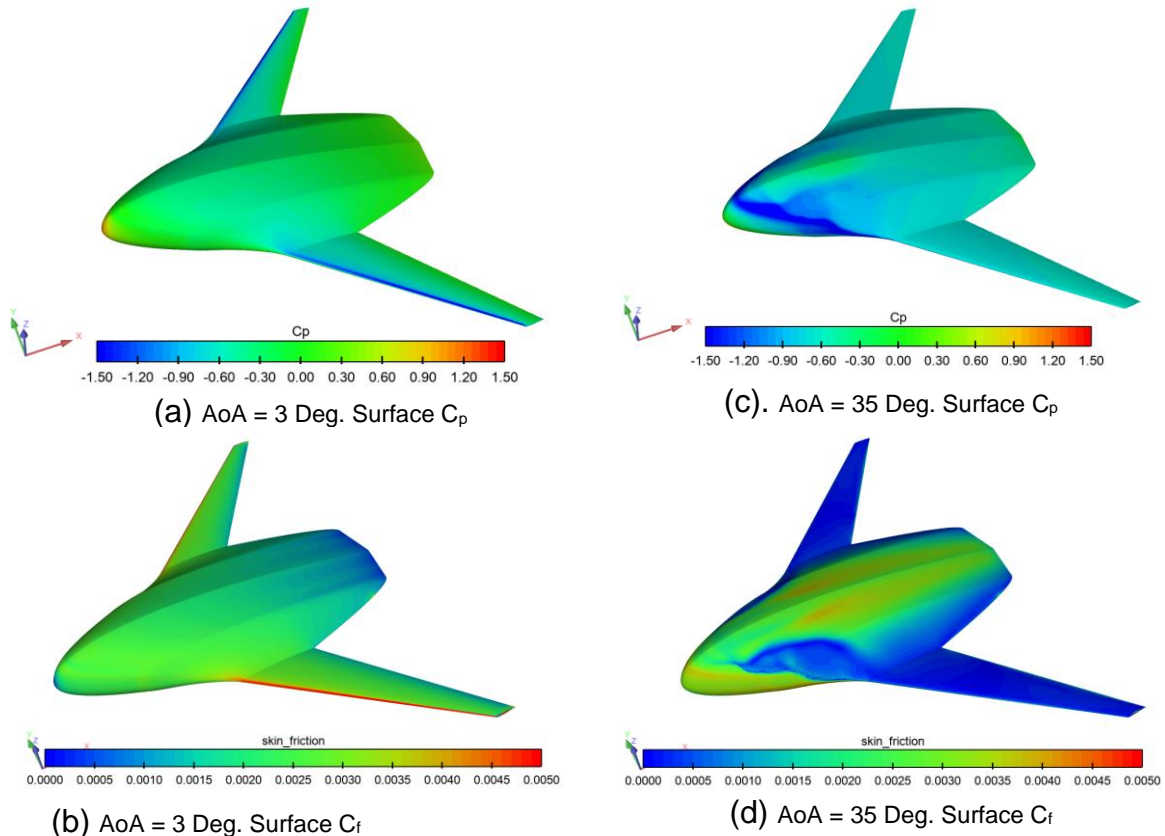 Y Z X
Cp
-1.50 -1.20 -0.90 -0.60 -0.30 0.00 0.30 0.60 0.90 1.20 1.50
(a) AoA = 3 Deg. Surface Cp
Y Z X
Cp
-1.50 -1.20 -0.90 -0.60 -0.30 0.00 0.30 0.60 0.90 1.20 1.50
(c). AoA = 35 Deg. Surface Cp
Y Z X
skin_friction
0.0000 0.0005 0.0010 0.0015 0.0020 0.0025 0.0030 0.0035 0.0040 0.0045 0.0050
(b) AoA = 3 Deg. Surface Cf
Y Z X
skin_friction
0.0000 0.0005 0.0010 0.0015 0.0020 0.0025 0.0030 0.0035 0.0040 0.0045 0.0050
(d) AoA = 35 Deg. Surface Cf